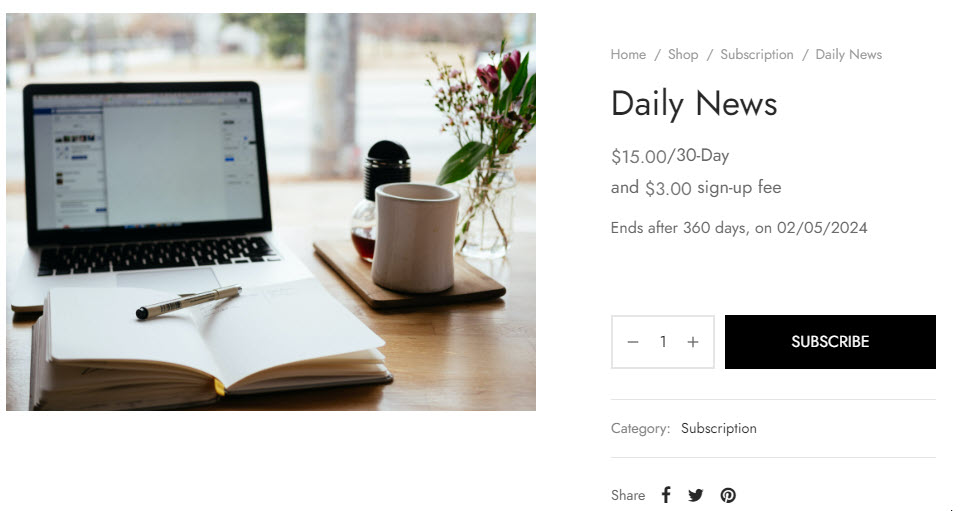 Home / Shop / Subscription / Daily News
Daily News
$15.00/30-Day
and $3.00 sign-up fee
Ends after 360 days, on 02/05/2024
− 1 + SUBSCRIBE
Category: Subscription
Share